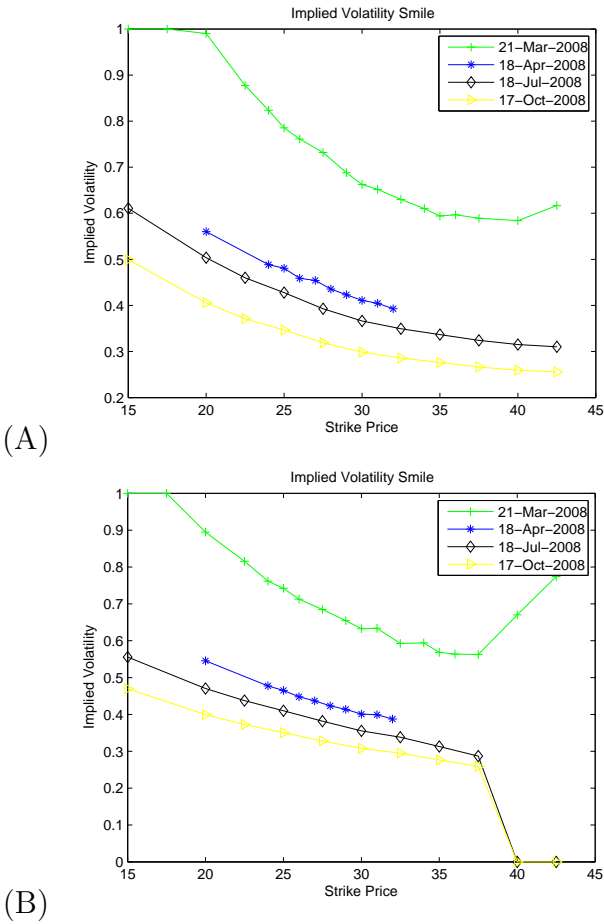 Implied Volatility Smile
1
0.9
0.8
0.7
0.6
0.5
0.4
0.3
0.2
Implied Volatility
21-Mar-2008
18-Apr-2008
18-Jul-2008
17-Oct-2008
15 20 25 30 35 40 45
Strike Price
(A)
Implied Volatility Smile
1
0.9
0.8
0.7
0.6
0.5
0.4
0.3
0.2
0.1
0
Implied Volatility
21-Mar-2008
18-Apr-2008
18-Jul-2008
17-Oct-2008
15 20 25 30 35 40 45
Strike Price
(B)